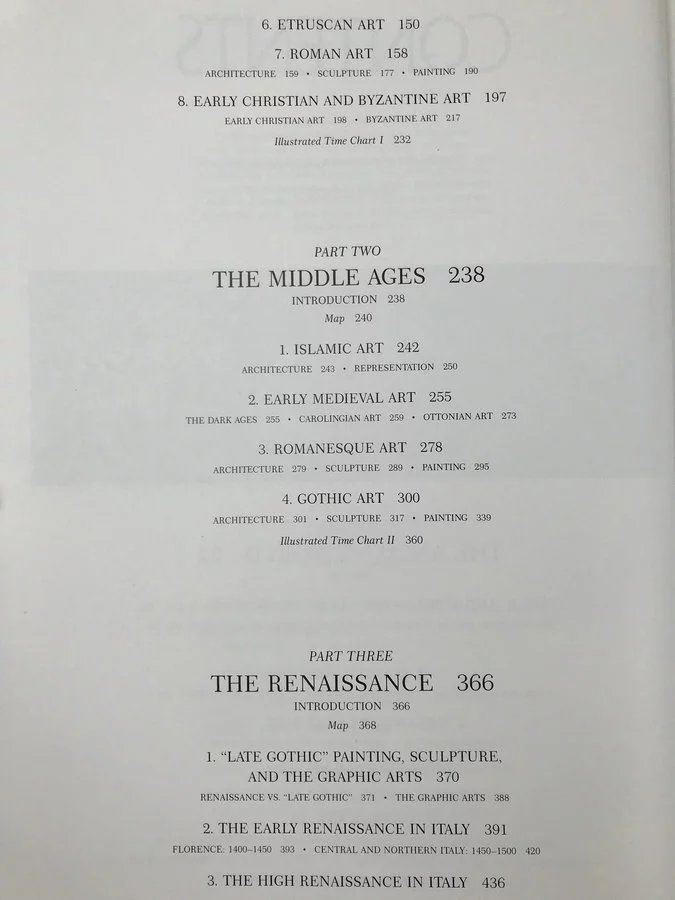 6. ETRUSCAN ART 150
7. ROMAN ART 158
ARCHITECTURE 159 • SCULPTURE 177 • PAINTING 190
8. EARLY CHRISTIAN AND BYZANTINE ART 197
EARLY CHRISTIAN ART 198 • BYZANTINE ART 217
Illustrated Time Chart I 232
PART TWO
THE MIDDLE AGES 238
INTRODUCTION 238
Map 240
1. ISLAMIC ART 242
ARCHITECTURE 243 • REPRESENTATION 250
2. EARLY MEDIEVAL ART 255
THE DARK AGES 255 • CAROLINGIAN ART 259 • OTTONIAN ART 273
3. ROMANESQUE ART 278
ARCHITECTURE 279 • SCULPTURE 289 • PAINTING 295
4. GOTHIC ART 300
ARCHITECTURE 301 • SCULPTURE 317 • PAINTING 339
Illustrated Time Chart II 360
PART THREE
THE RENAISSANCE 366
INTRODUCTION 366
Map 368
1. “LATE GOTHIC” PAINTING, SCULPTURE,
AND THE GRAPHIC ARTS 370
RENAISSANCE VS. “LATE GOTHIC” 371 • THE GRAPHIC ARTS 388
2. THE EARLY RENAISSANCE IN ITALY 391
FLORENCE: 1400–1450 393 • CENTRAL AND NORTHERN ITALY: 1450–1500 420
3. THE HIGH RENAISSANCE IN ITALY 436